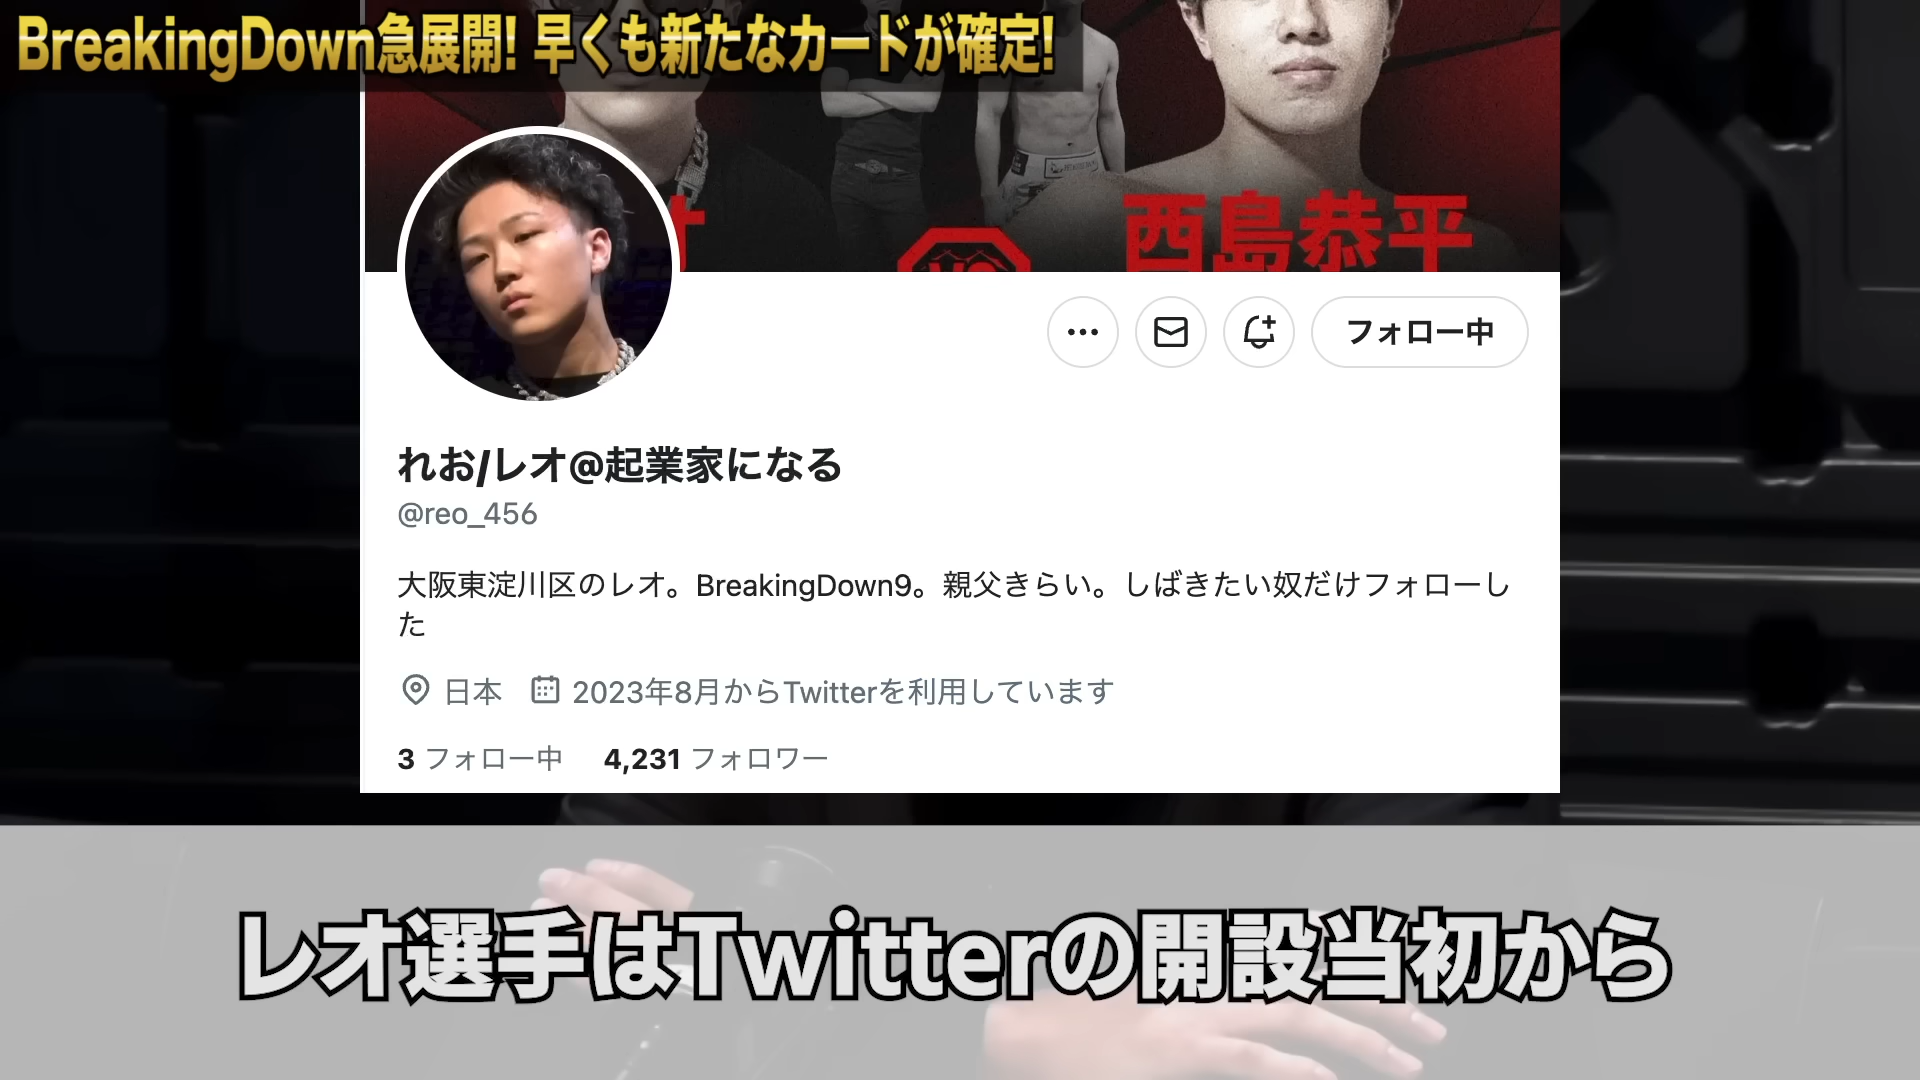 BreakingDown急展開! 早くも新たなカードが確定!
西島恭平
フォロー中
れお/レオ@起業家になる
@reo_456
大阪東淀川区のレオ。BreakingDown9。親父きらい。しばきたい奴だけフォローし
た
日本 2023年8月からTwitterを利用しています
3 フォロー中 4,231 フォロワー
レオ選手はTwitterの開設当初から